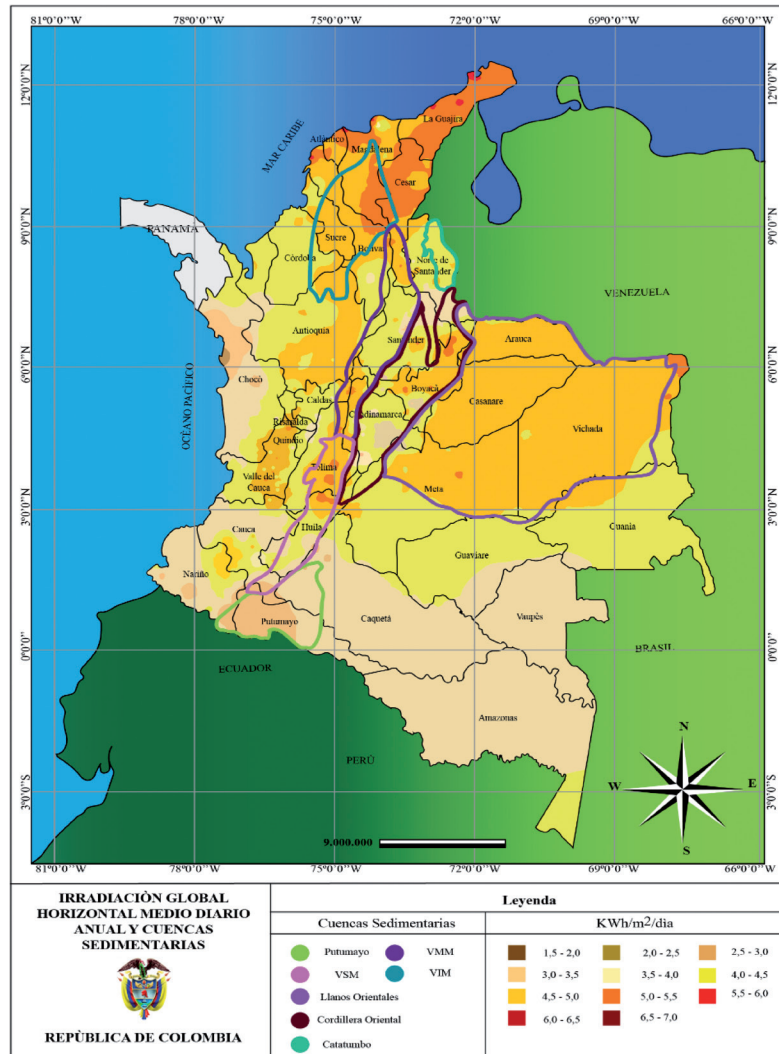 81°0'0"W 78°0'0"W 75°0'0"W 72°0'0"W 69°0'0"W 66°0'0"W
12°0'0"N 12°0'0"N
La Guajira
MAR CARIBE
Atlántico
Magdalena
Cesar
9°0'0"N 9°0'0"N
PANAMÁ
Sucre
Bolívar
Córdoba
Norte de
Santander
VENEZUELA
Antioquia
Santander
Arauca
6°0'0"N 6°0'0"N
Chocò
OCÉANO PACÍFICO
Boyacá
Caldas
Casanare
Cundinamarca
Risaralda
Quindìo
Vichada
Tolima
Valle del
Cauca
Meta
3°0'0"N 3°0'0"N
Cauca
Huila
Guanìa
Guaviare
Nariño
Putumayo
Caquetá
Vaupès
0°0'0"N 0°0'0"N
ECUADOR
BRASIL
Amazonas
PERÚ
N
W E
S
3°0'0"S 3°0'0"S
9.000.000
81°0'0"W 78°0'0"W 75°0'0"W 72°0'0"W 69°0'0"W 66°0'0"W
IRRADIACIÒN GLOBAL
HORIZONTAL MEDIO DIARIO
ANUAL Y CUENCAS
SEDIMENTARIAS
REPÙBLICA DE COLOMBIA
Leyenda
Cuencas Sedimentarias
Putumayo VMM
VSM VIM
Llanos Orientales
Cordillera Oriental
Catatumbo
KWh/m²/dìa
1,5 - 2,0 2,0 - 2,5 2,5 - 3,0
3,0 - 3,5 3,5 - 4,0 4,0 - 4,5
4,5 - 5,0 5,0 - 5,5 5,5 - 6,0
6,0 - 6,5 6,5 - 7,0